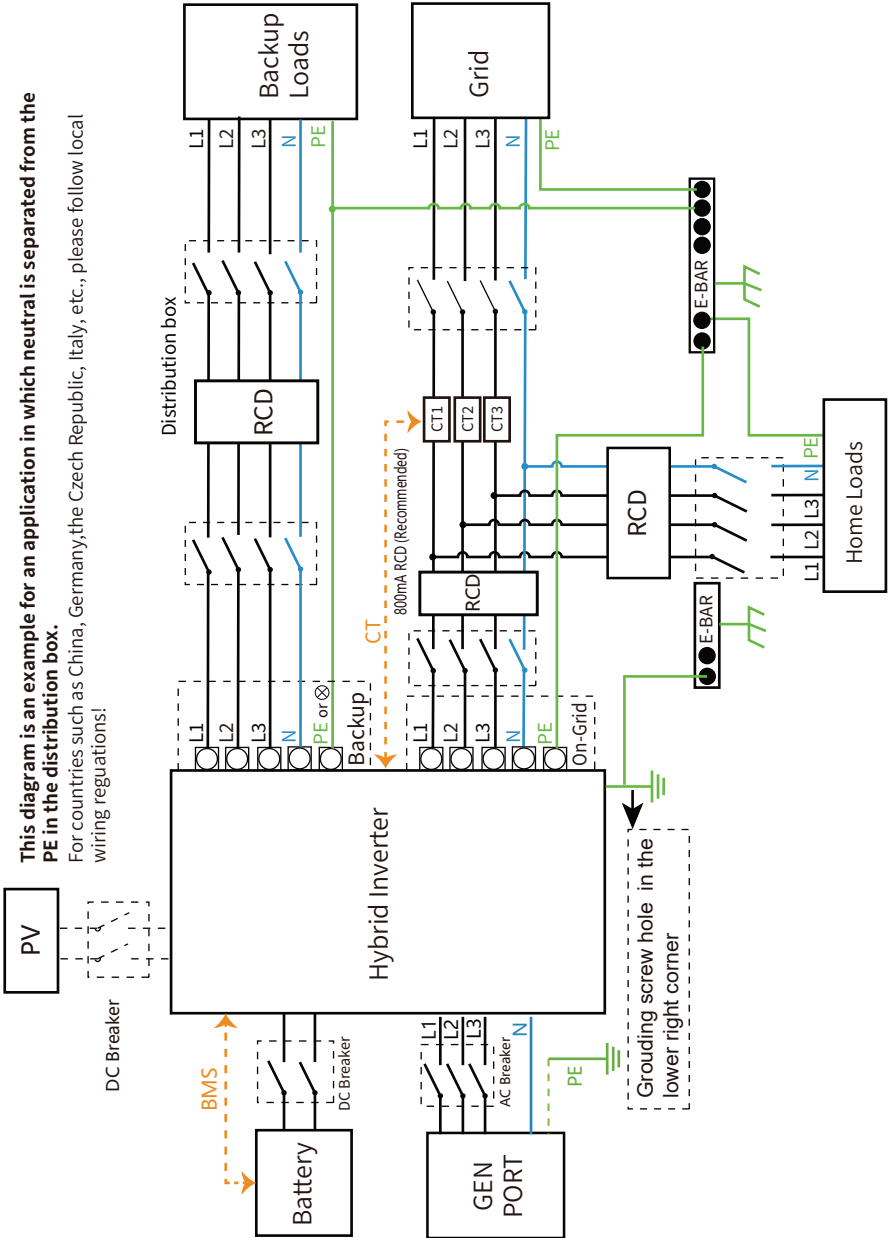 This diagram is an example for an application in which neutral is separated from the
PE in the distribution box.
For countries such as China, Germany,the Czech Republic, Italy, etc., please follow local
wiring reguations!
PV
DC Breaker
Distribution box
Backup
Loads
L1
L2
L3
N
PE
RCD
L1
L2
L3
N
PE or
Backup
BMS
Battery
DC Breaker
Hybrid Inverter
CT
800mA RCD (Recommended)
Grid
L1
L2
L3
N
PE
CT1
CT2
CT3
RCD
L1
L2
L3
N
PE
On-Grid
GEN
PORT
L1
L2
L3
N
AC Breaker
PE
Grouding screw hole in the
lower right corner
RCD
E-BAR
E-BAR
L1
L2
L3
N
PE
Home Loads